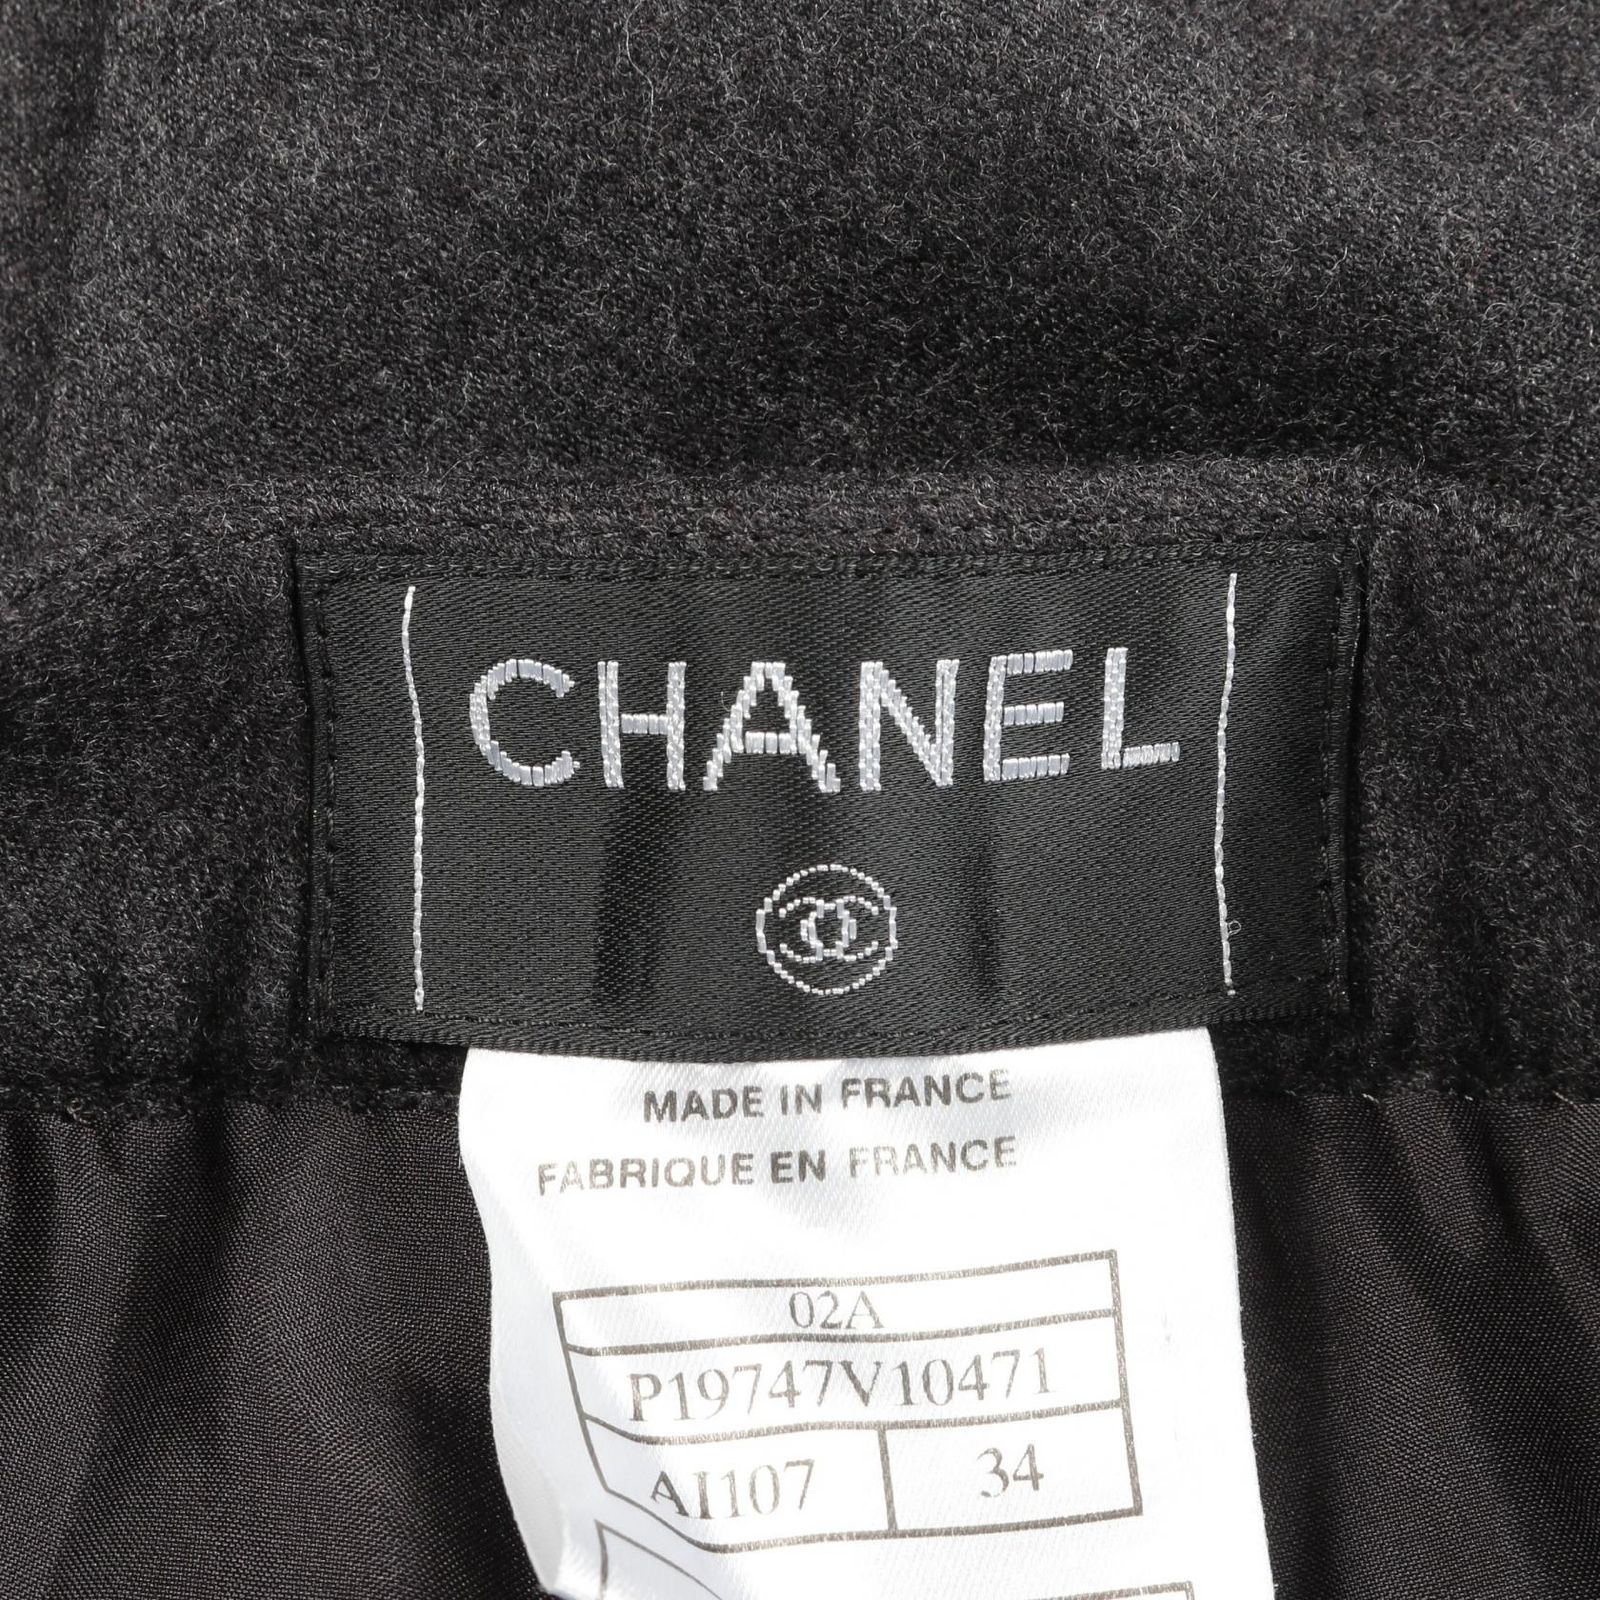 CHANEL
MADE IN FRANCE
FABRIQUE EN FRANCE
02A
P19747V10471
AI107 34